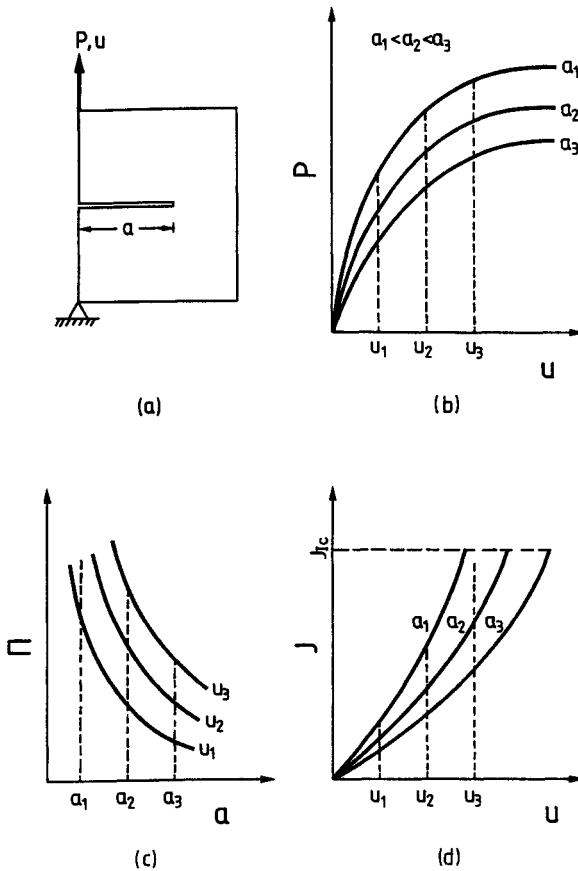 P,u
a
(a)
a₁<a₂<a₃
a₁
a₂
a₃
P
u₁ u₂ u₃
u
(b)
Π
u₃
u₂
u₁
a₁ a₂ a₃
a
(c)
J_Ic
a₁ a₂ a₃
J
u₁ u₂ u₃
u
(d)